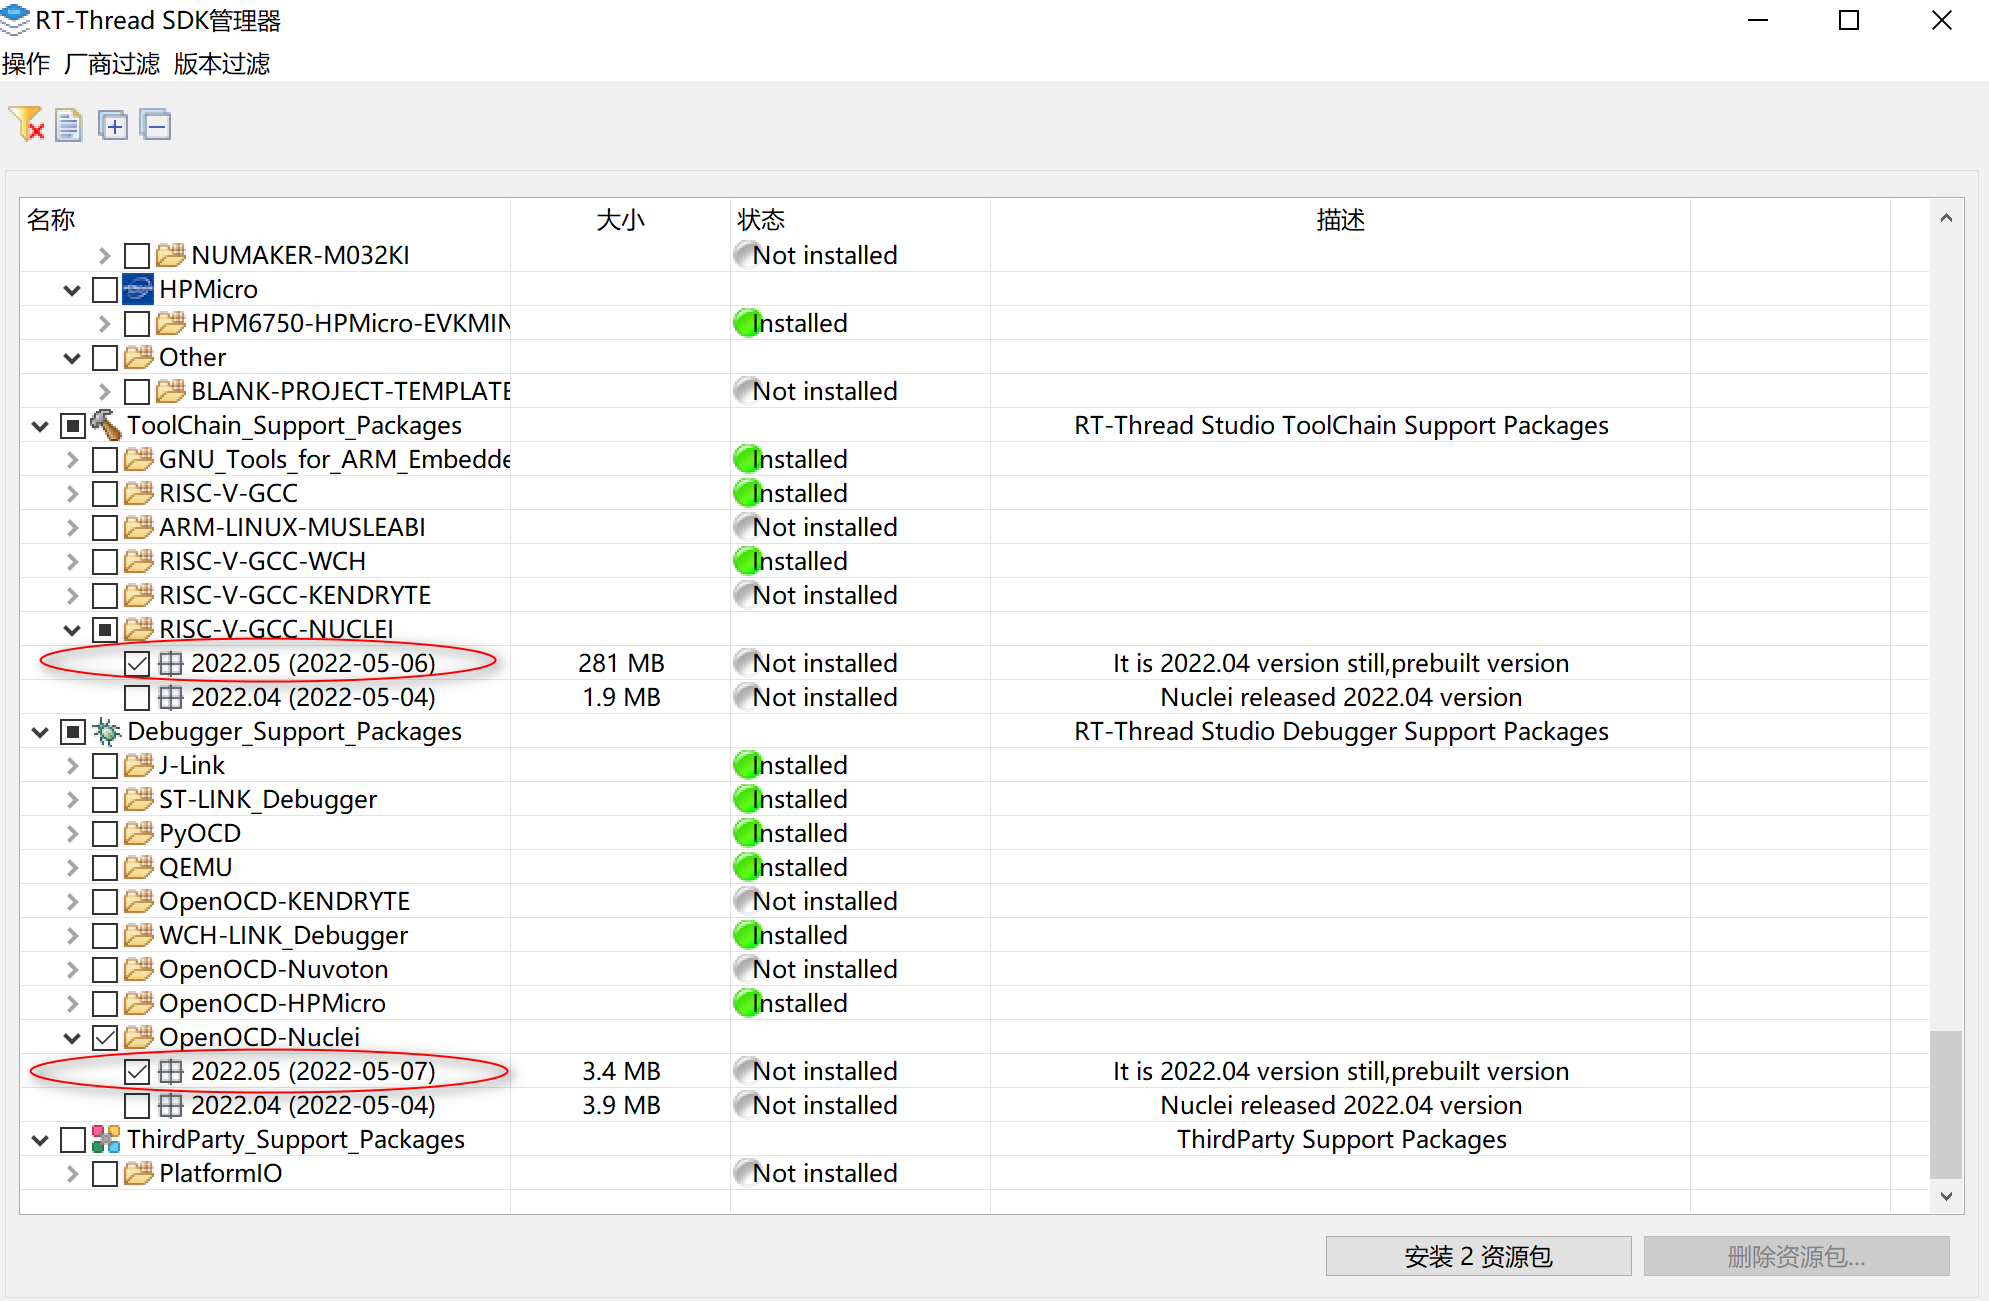 RT-Thread SDK管理器
操作 厂商过滤 版本过滤
名称 大小 状态 描述
NUMAKER-M032KI Not installed
HPMicro
HPM6750-HPMicro-EVKMIN Installed
Other
BLANK-PROJECT-TEMPLATE Not installed
ToolChain_Support_Packages RT-Thread Studio ToolChain Support Packages
GNU_Tools_for_ARM_Embedde Installed
RISC-V-GCC Installed
ARM-LINUX-MUSLEABI Not installed
RISC-V-GCC-WCH Installed
RISC-V-GCC-KENDRYTE Not installed
RISC-V-GCC-NUCLEI
2022.05 (2022-05-06) 281 MB Not installed It is 2022.04 version still,prebuilt version
2022.04 (2022-05-04) 1.9 MB Not installed Nuclei released 2022.04 version
Debugger_Support_Packages RT-Thread Studio Debugger Support Packages
J-Link Installed
ST-LINK_Debugger Installed
PyOCD Installed
QEMU Installed
OpenOCD-KENDRYTE Not installed
WCH-LINK_Debugger Installed
OpenOCD-Nuvoton Not installed
OpenOCD-HPMicro Installed
OpenOCD-Nuclei
2022.05 (2022-05-07) 3.4 MB Not installed It is 2022.04 version still,prebuilt version
2022.04 (2022-05-04) 3.9 MB Not installed Nuclei released 2022.04 version
ThirdParty_Support_Packages ThirdParty Support Packages
PlatformIO Not installed
安装 2 资源包 删除资源包...